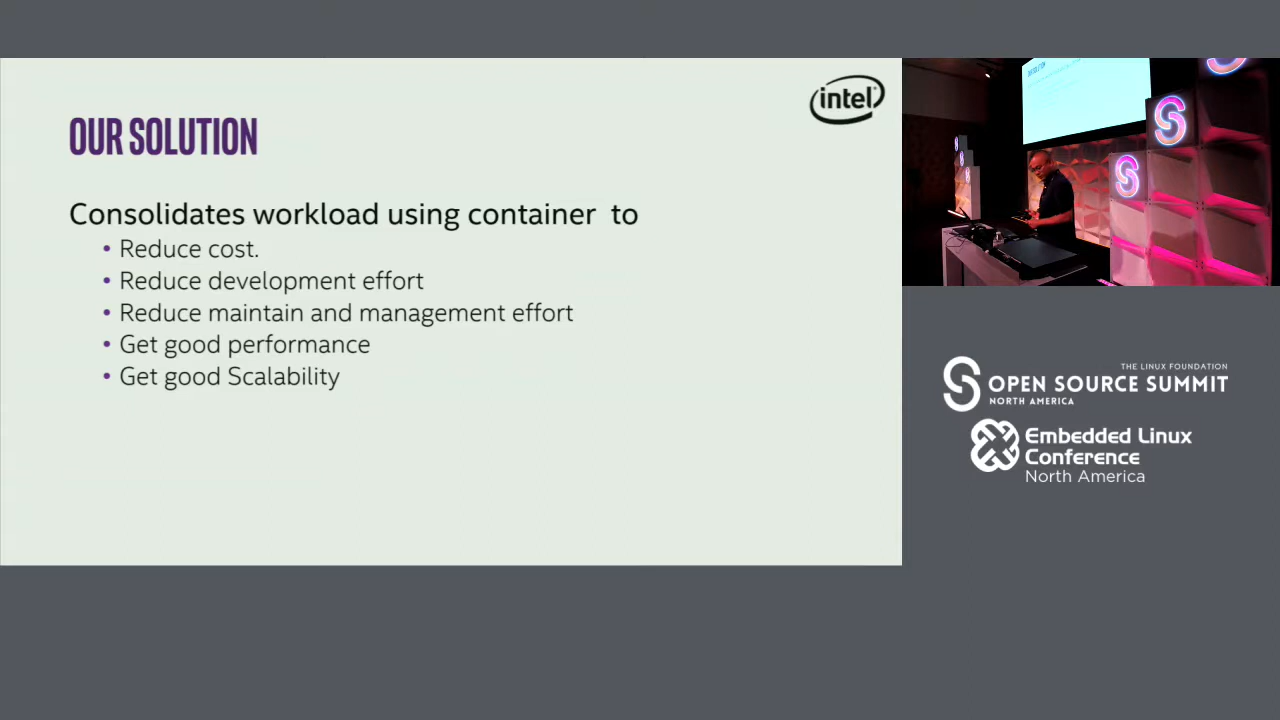 intel
OUR SOLUTION
Consolidates workload using container to
• Reduce cost.
• Reduce development effort
• Reduce maintain and management effort
• Get good performance
• Get good Scalability
THE LINUX FOUNDATION
OPEN SOURCE SUMMIT
NORTH AMERICA
Embedded Linux
Conference
North America